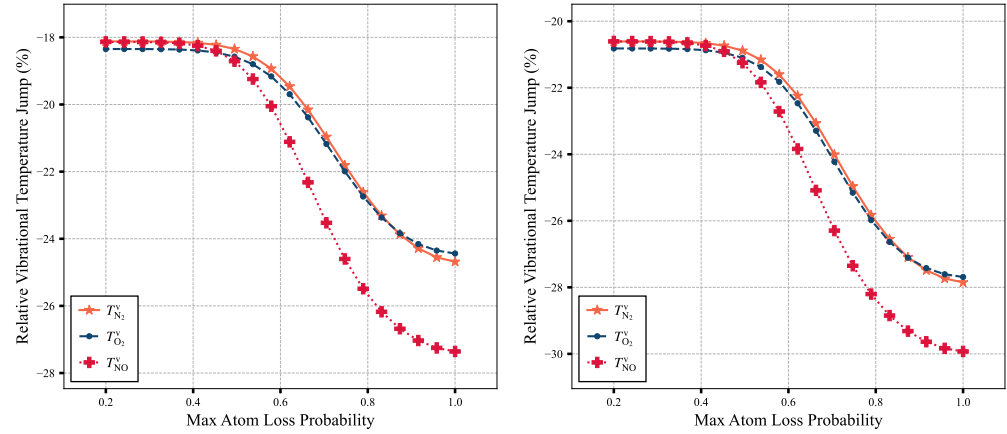 Relative Vibrational Temperature Jump (%)
−18
−20
−22
−24
−26
−28
T^v_N₂
T^v_O₂
T^v_NO
0.2
0.4
0.6
0.8
1.0
Max Atom Loss Probability
Relative Vibrational Temperature Jump (%)
−20
−22
−24
−26
−28
−30
T^v_N₂
T^v_O₂
T^v_NO
0.2
0.4
0.6
0.8
1.0
Max Atom Loss Probability